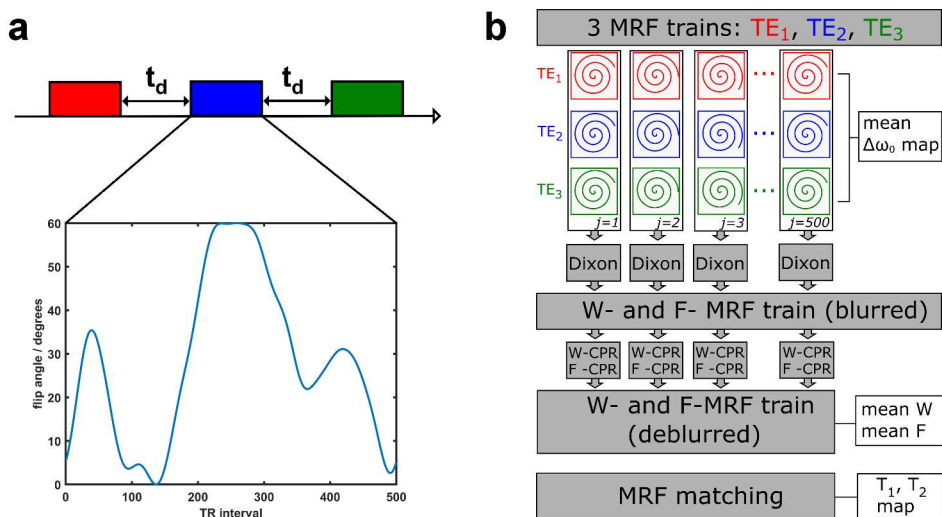 a
t_d
t_d
60
50
40
30
20
10
0
flip angle / degrees
0
100
200
300
400
500
TR interval
b
3 MRF trains: TE₁, TE₂, TE₃
TE₁
TE₂
TE₃
...
...
...
j=1
j=2
j=3
j=500
mean
Δω₀ map
Dixon
Dixon
Dixon
Dixon
W- and F- MRF train (blurred)
W-CPR
F -CPR
W-CPR
F -CPR
W-CPR
F -CPR
W-CPR
F -CPR
W- and F-MRF train
(deblurred)
mean W
mean F
MRF matching
T₁, T₂
map